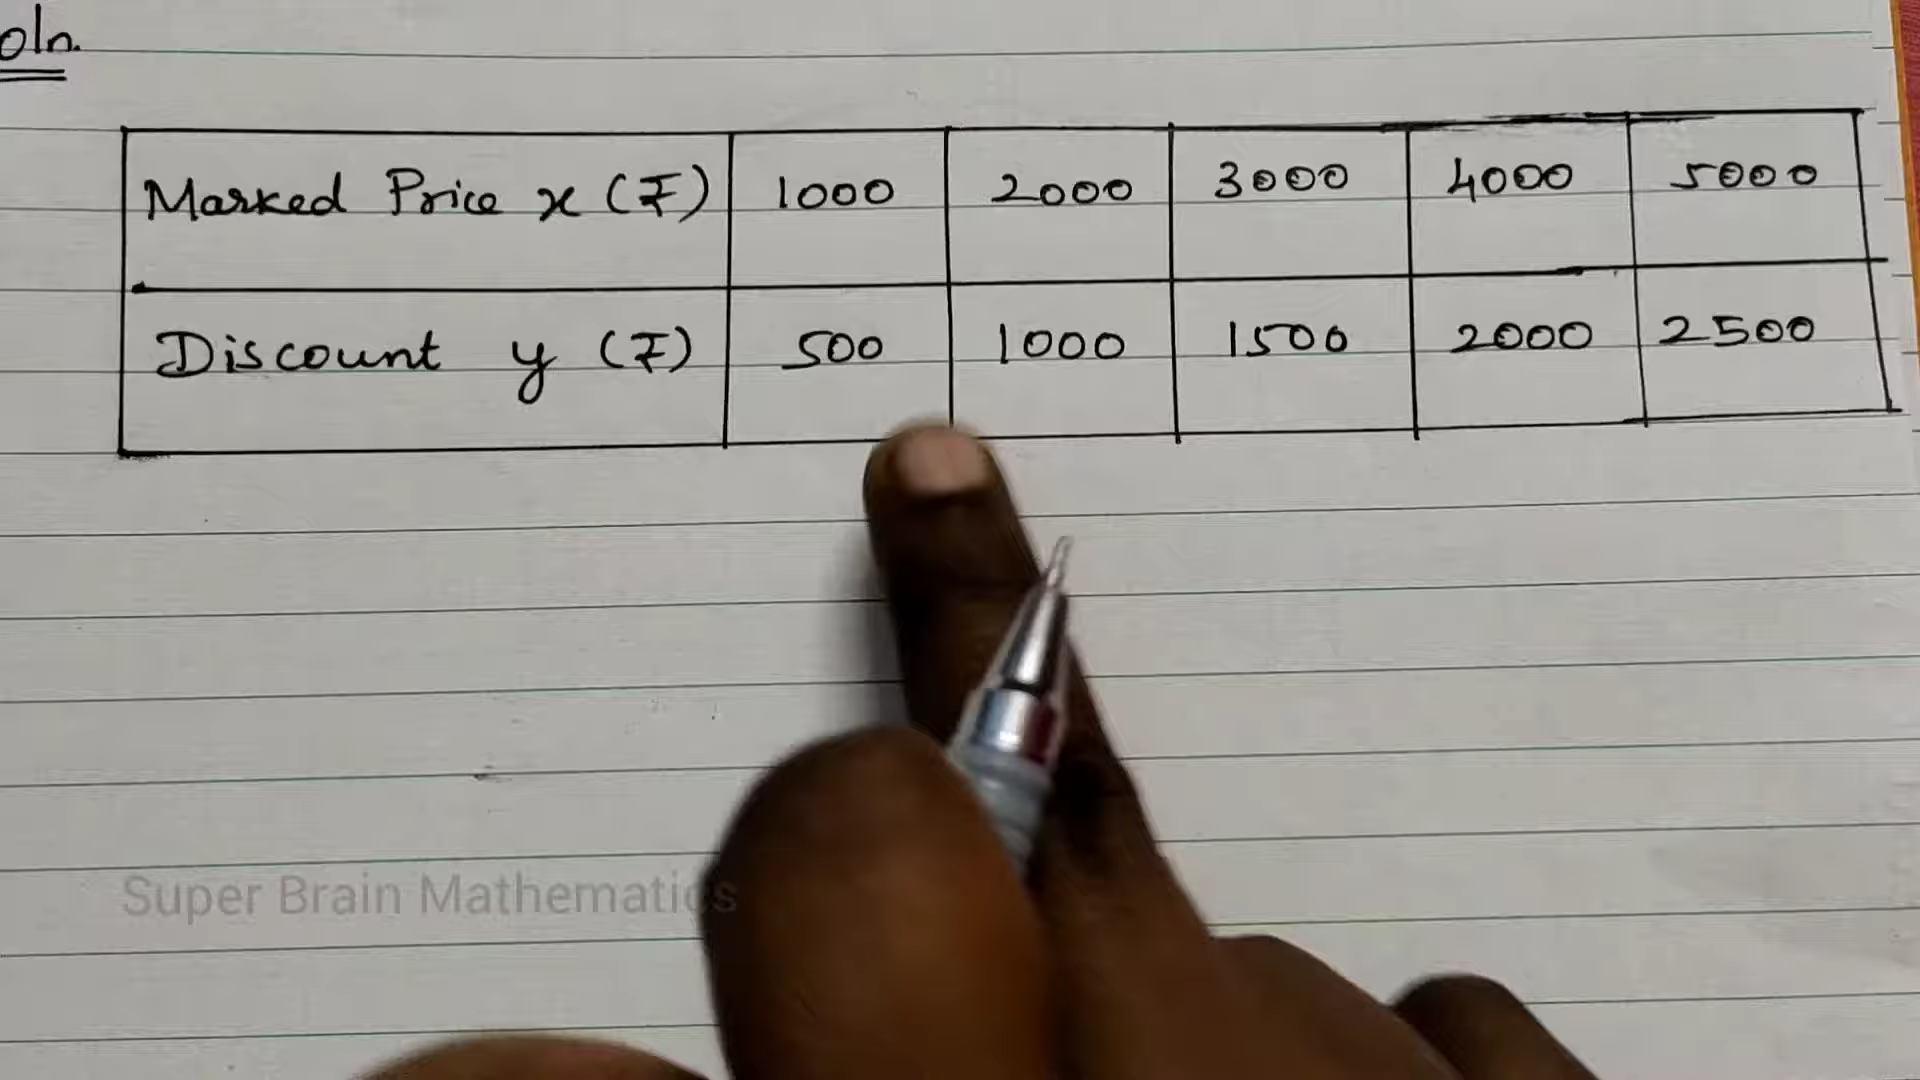 oln.
Marked Price x (₹) 1000 2000 3000 4000 5000
Discount y (₹) 500 1000 1500 2000 2500
Super Brain Mathematics